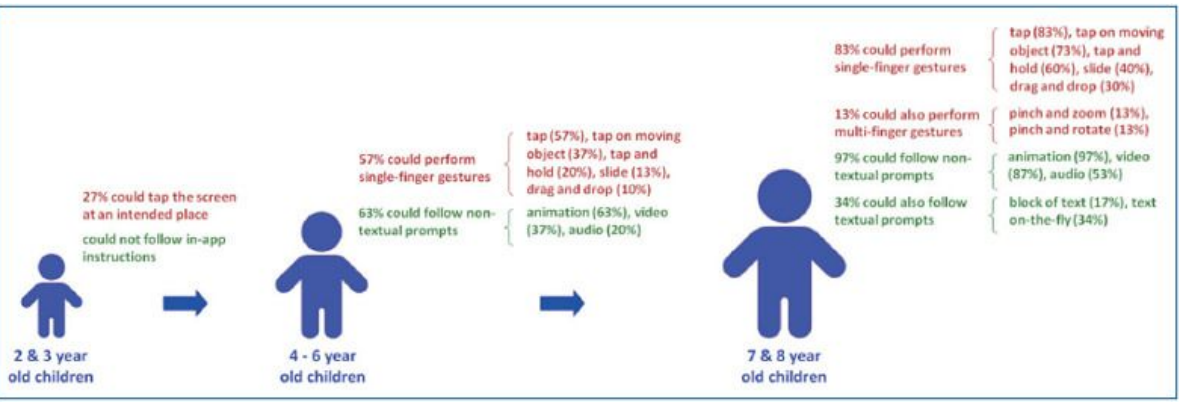 27% could tap the screen
at an intended place
could not follow in-app
instructions
2 & 3 year
old children
57% could perform
single-finger gestures
tap (57%), tap on moving
object (37%), tap and
hold (20%), slide (13%),
drag and drop (10%)
63% could follow non-
textual prompts
animation (63%), video
(37%), audio (20%)
4 - 6 year
old children
83% could perform
single-finger gestures
tap (83%), tap on moving
object (73%), tap and
hold (60%), slide (40%),
drag and drop (30%)
13% could also perform
multi-finger gestures
pinch and zoom (13%),
pinch and rotate (13%)
97% could follow non-
textual prompts
animation (97%), video
(87%), audio (53%)
34% could also follow
textual prompts
block of text (17%), text
on-the-fly (34%)
7 & 8 year
old children